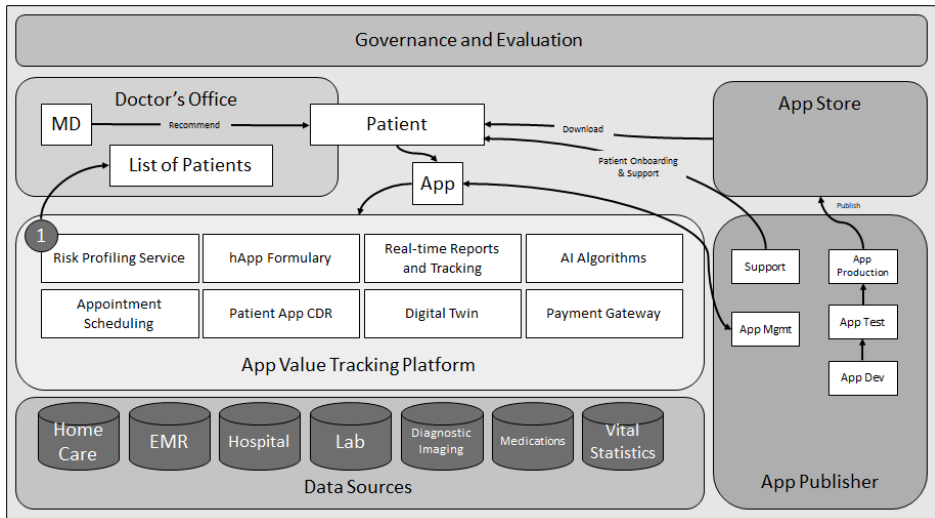 Governance and Evaluation
Doctor's Office
MD
Recommend
Patient
Download
App Store
List of Patients
Patient Onboarding
& Support
App
Publish
1
Risk Profiling Service
hApp Formulary
Real-time Reports
and Tracking
AI Algorithms
Support
App
Production
Appointment
Scheduling
Patient App CDR
Digital Twin
Payment Gateway
App Mgmt
App Test
App Value Tracking Platform
App Dev
Home
Care
EMR
Hospital
Lab
Diagnostic
Imaging
Medications
Vital
Statistics
Data Sources
App Publisher